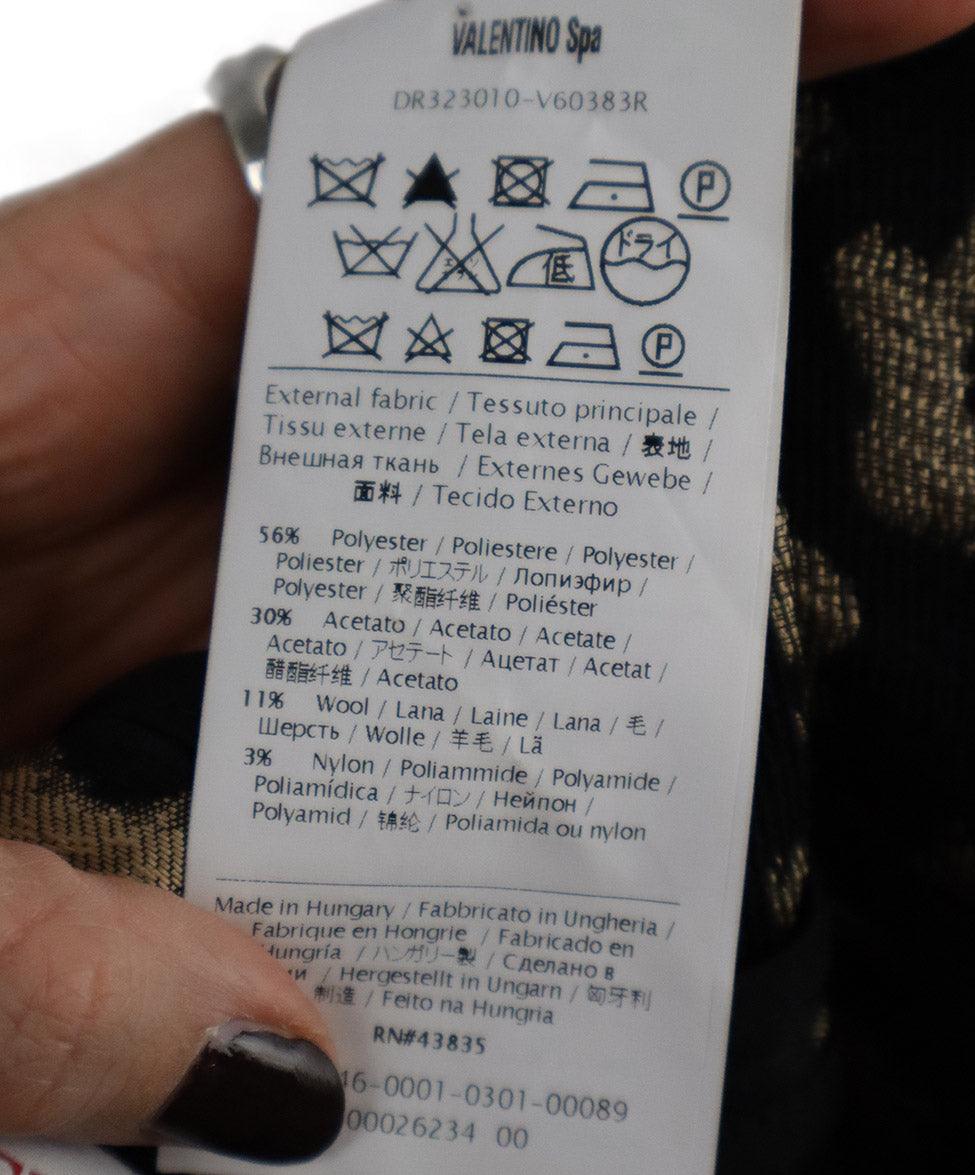 VALENTINO Spa
DR323010-V60383R
P
低 ドライ
P
External fabric / Tessuto principale /
Tissu externe / Tela externa / 表地 /
Внешная ткань / Externes Gewebe /
面料 / Tecido Externo
56% Polyester / Poliestere / Polyester /
Poliester / ポリエステル / Лопиэфир /
Polyester / 聚酯纤维 / Poliéster
30% Acetato / Acetato / Acetate /
Acetato / アセテート / Ацетат / Acetat /
醋酯纤维 / Acetato
11% Wool / Lana / Laine / Lana / 毛 /
Шерсть / Wolle / 羊毛 / Lã
3% Nylon / Poliammide / Polyamide /
Poliamídica / ナイロン / Нейпон /
Polyamid / 锦纶 / Poliamida ou nylon
Made in Hungary / Fabbricato in Ungheria /
Fabrique en Hongrie / Fabricado en
Hungría / ハンガリー製 / Сделано в
ии / Hergestellt in Ungarn / 匈牙利
制造 / Feito na Hungria
RN#43835
16-0001-0301-00089
00026234 00